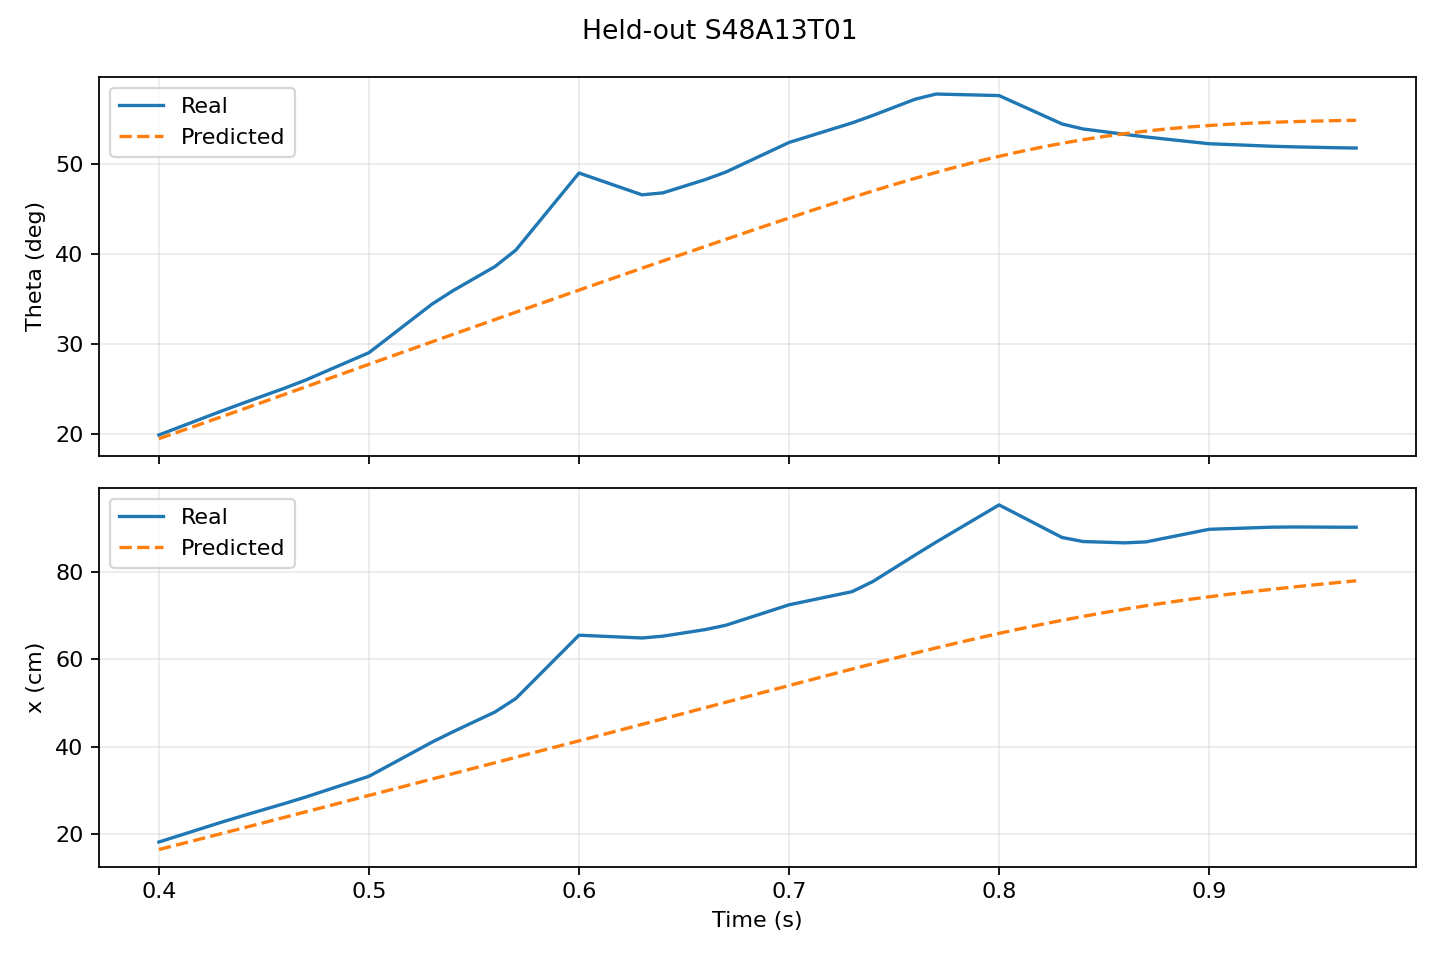 Held-out S48A13T01
Real
Predicted
Theta (deg)
50
40
30
20
Real
Predicted
x (cm)
80
60
40
20
0.4 0.5 0.6 0.7 0.8 0.9
Time (s)